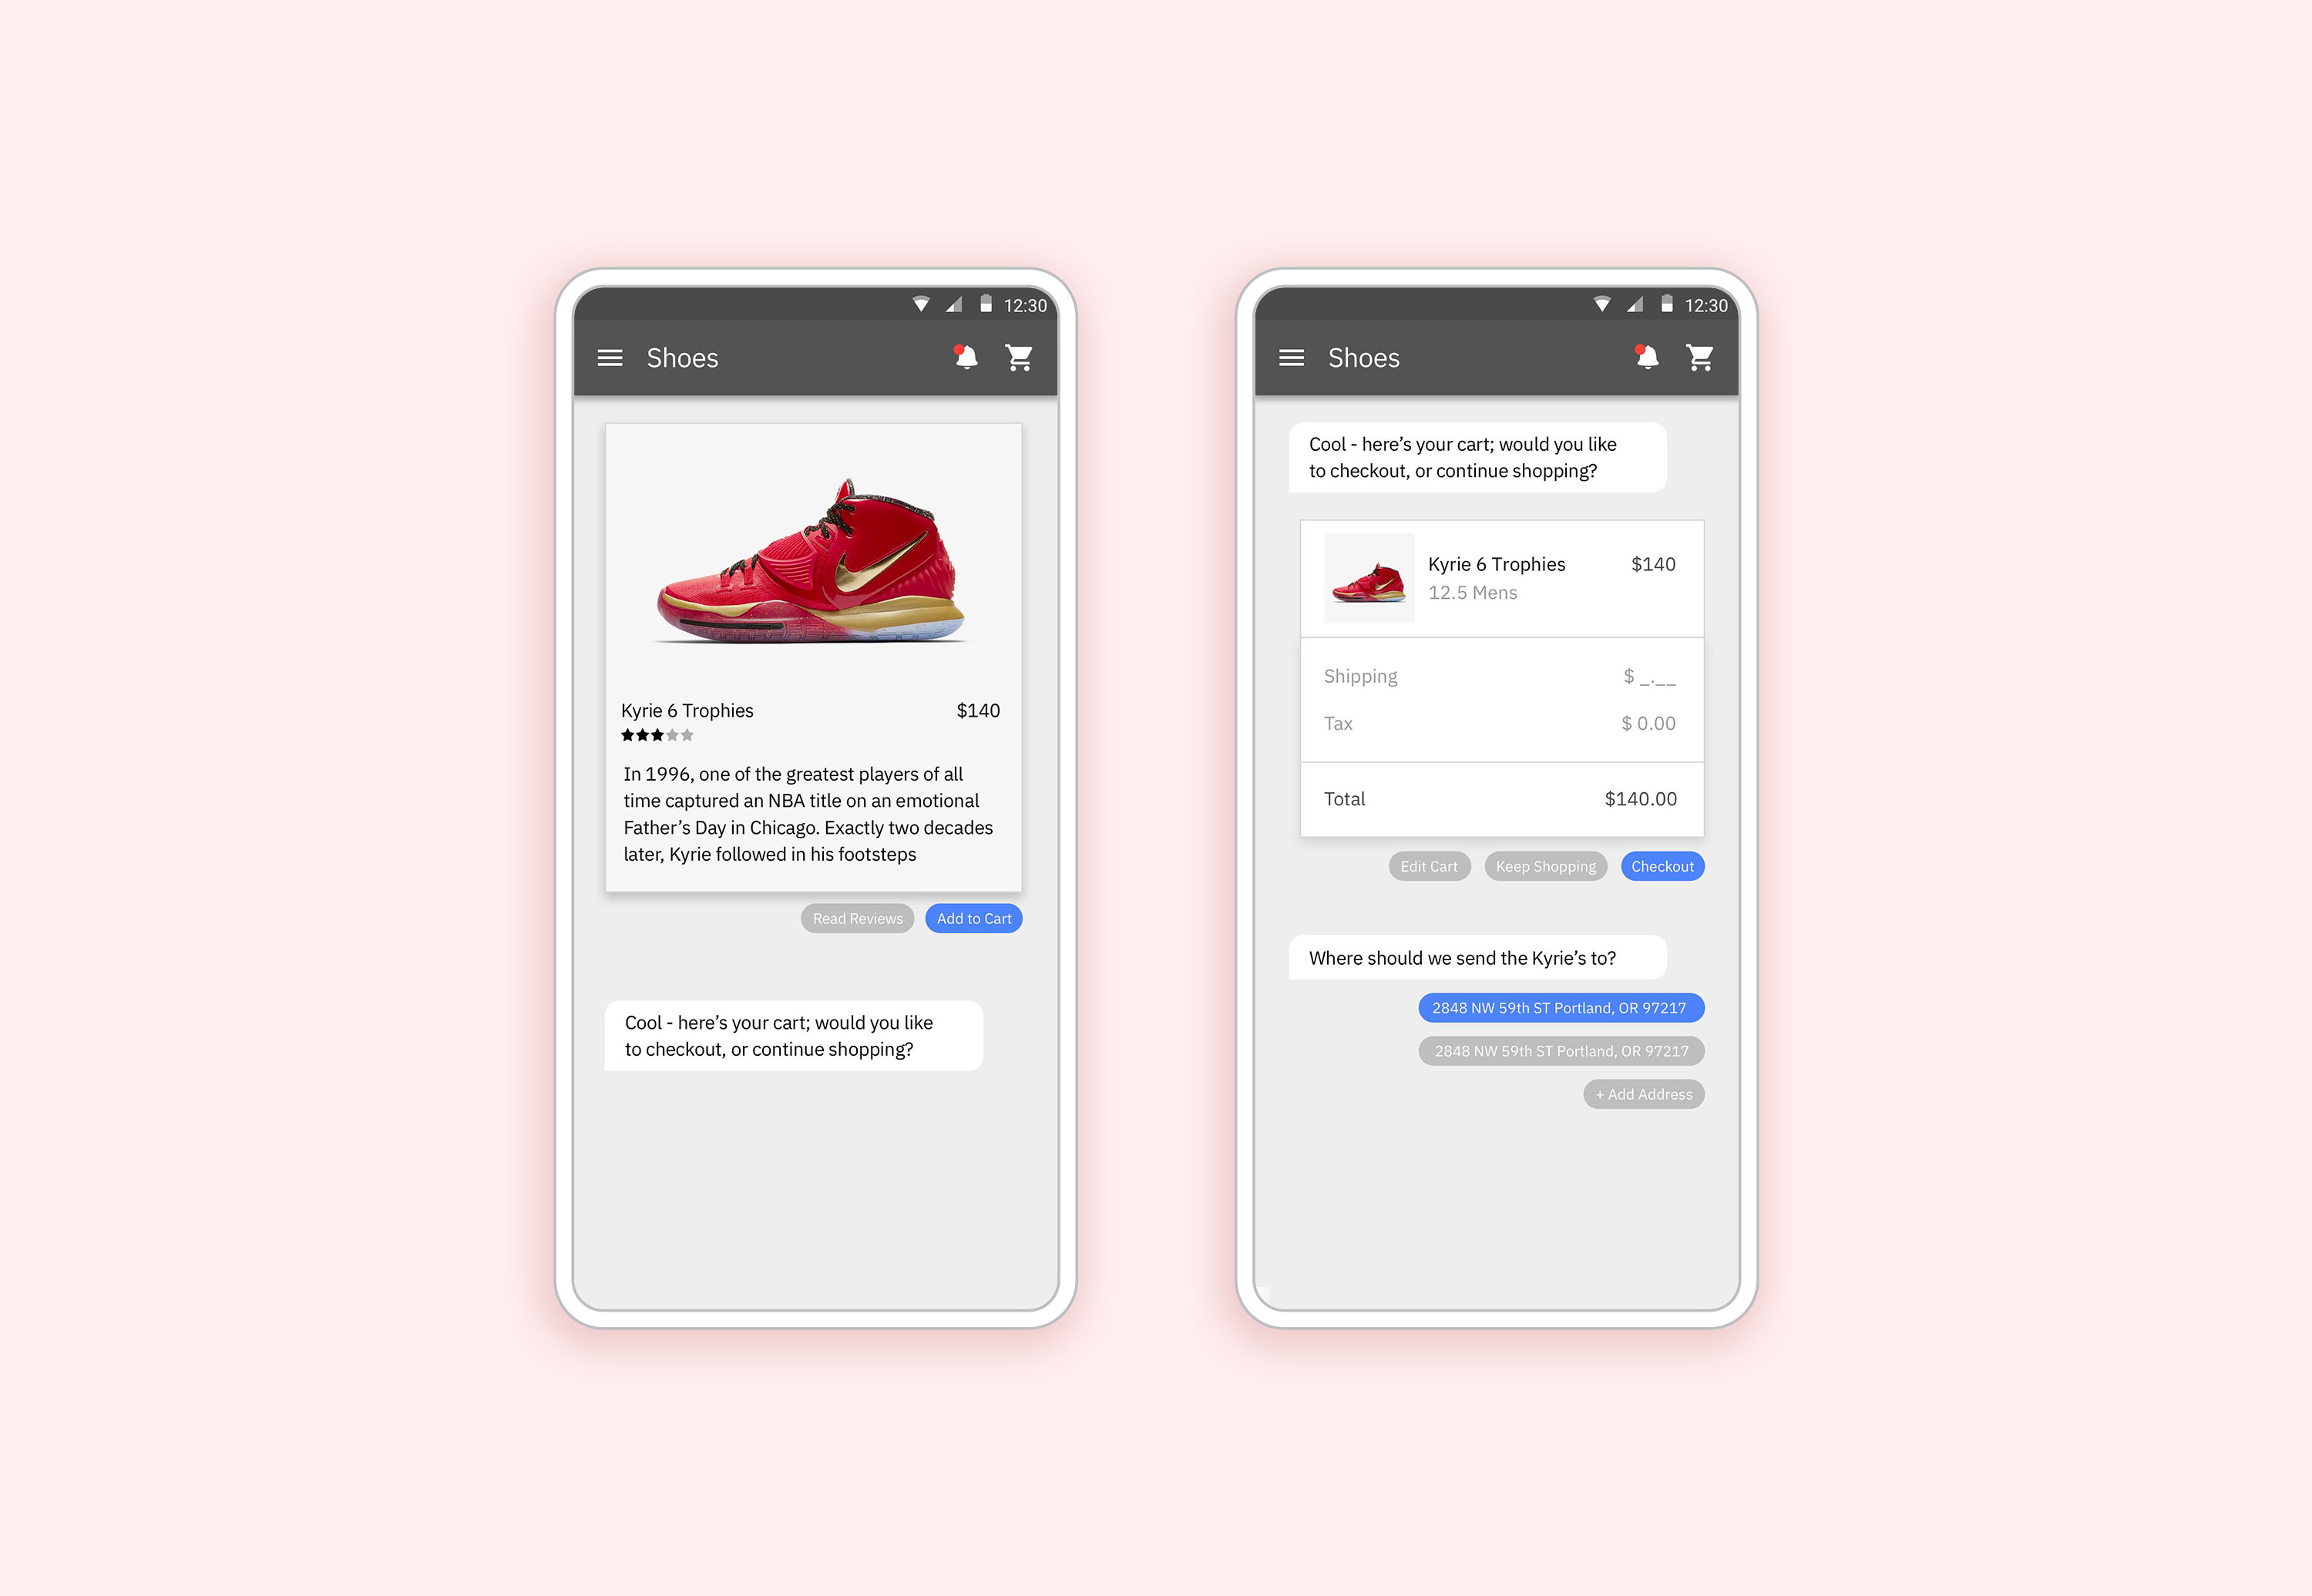 12:30
Shoes
Kyrie 6 Trophies $140
In 1996, one of the greatest players of all
time captured an NBA title on an emotional
Father’s Day in Chicago. Exactly two decades
later, Kyrie followed in his footsteps
Read Reviews Add to Cart
Cool - here’s your cart; would you like
to checkout, or continue shopping?
12:30
Shoes
Cool - here’s your cart; would you like
to checkout, or continue shopping?
Kyrie 6 Trophies $140
12.5 Mens
Shipping $ _.__
Tax $ 0.00
Total $140.00
Edit Cart Keep Shopping Checkout
Where should we send the Kyrie’s to?
2848 NW 59th ST Portland, OR 97217
2848 NW 59th ST Portland, OR 97217
+ Add Address